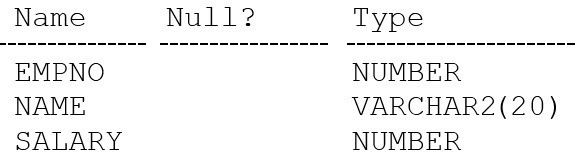 Name Null? Type
EMPNO NUMBER
NAME VARCHAR2(20)
SALARY NUMBER